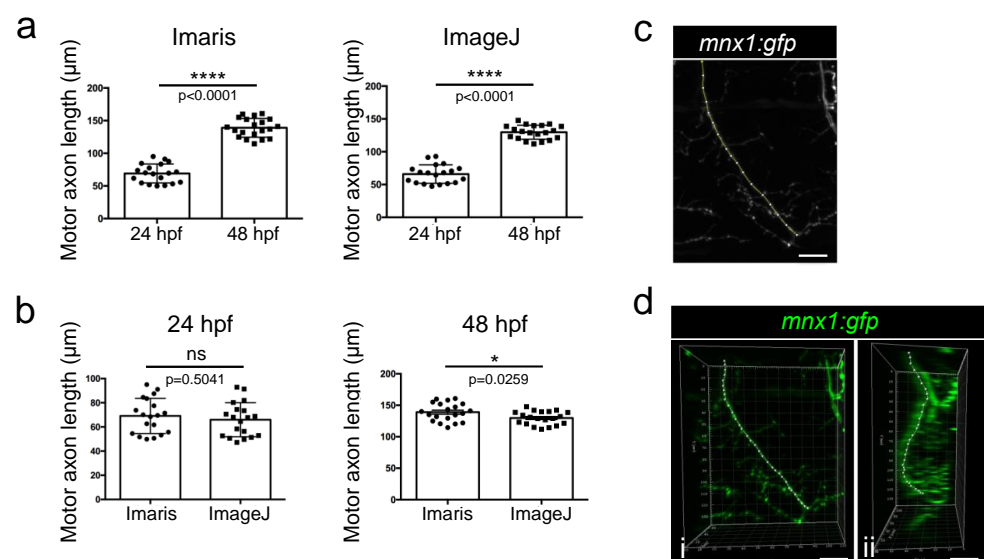 a
Imaris
Motor axon length (µm)
****
p<0.0001
200
150
100
50
0
24 hpf
48 hpf
ImageJ
Motor axon length (µm)
****
p<0.0001
200
150
100
50
0
24 hpf
48 hpf
b
24 hpf
Motor axon length (µm)
ns
p=0.5041
100
80
60
40
20
0
Imaris
ImageJ
48 hpf
Motor axon length (µm)
*
p=0.0259
200
150
100
50
0
Imaris
ImageJ
c
mnx1:gfp
d
mnx1:gfp
i
ii